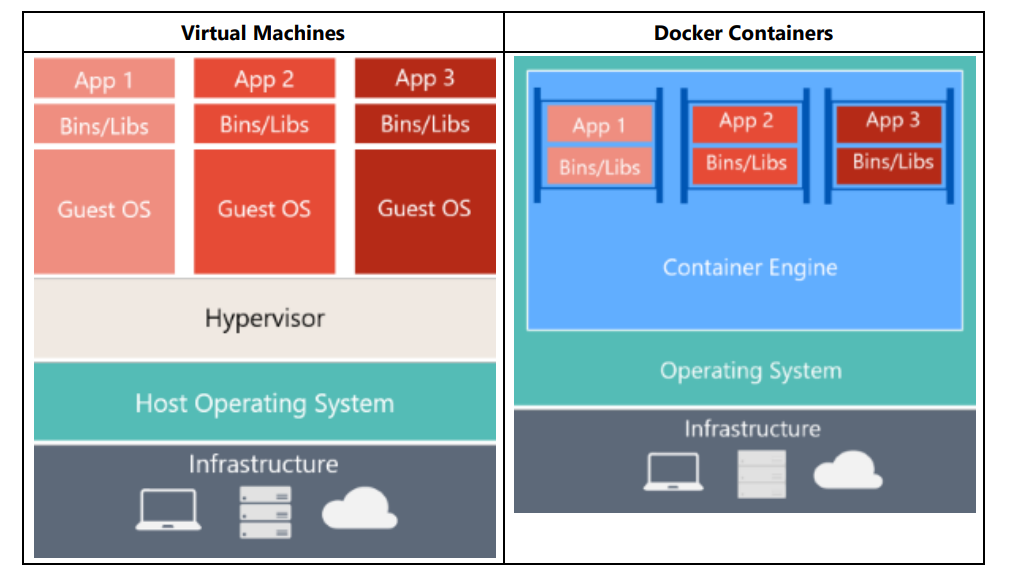 Virtual Machines
App 1 App 2 App 3
Bins/Libs Bins/Libs Bins/Libs
Guest OS Guest OS Guest OS
Hypervisor
Host Operating System
Infrastructure
Docker Containers
App 1 App 2 App 3
Bins/Libs Bins/Libs Bins/Libs
Container Engine
Operating System
Infrastructure